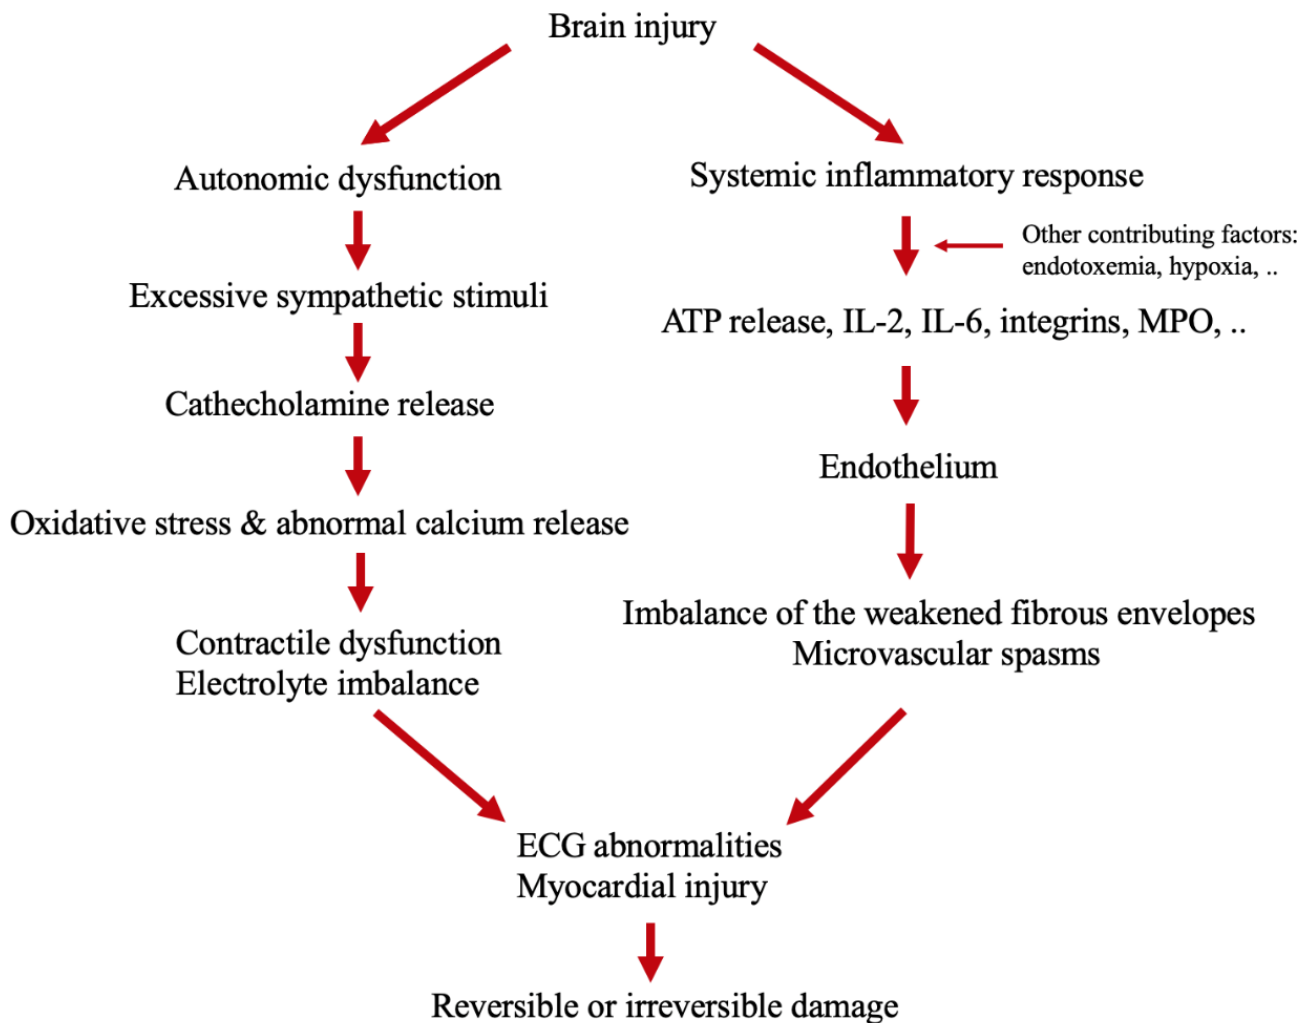 Brain injury
Autonomic dysfunction
Excessive sympathetic stimuli
Cathecholamine release
Oxidative stress & abnormal calcium release
Contractile dysfunction
Electrolyte imbalance
Systemic inflammatory response
Other contributing factors:
endotoxemia, hypoxia, ..
ATP release, IL-2, IL-6, integrins, MPO, ..
Endothelium
Imbalance of the weakened fibrous envelopes
Microvascular spasms
ECG abnormalities
Myocardial injury
Reversible or irreversible damage